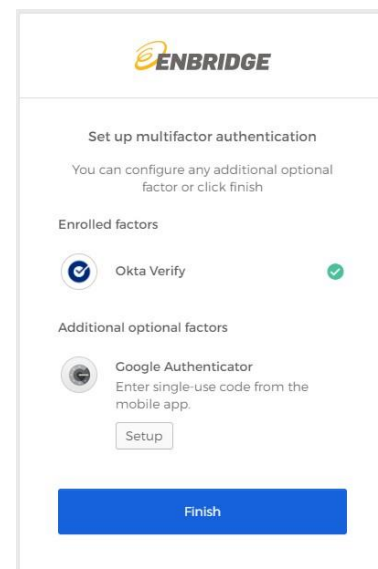 ENBRIDGE
Set up multifactor authentication
You can configure any additional optional
factor or click finish
Enrolled factors
Okta Verify
Additional optional factors
Google Authenticator
Enter single-use code from the
mobile app.
Setup
Finish